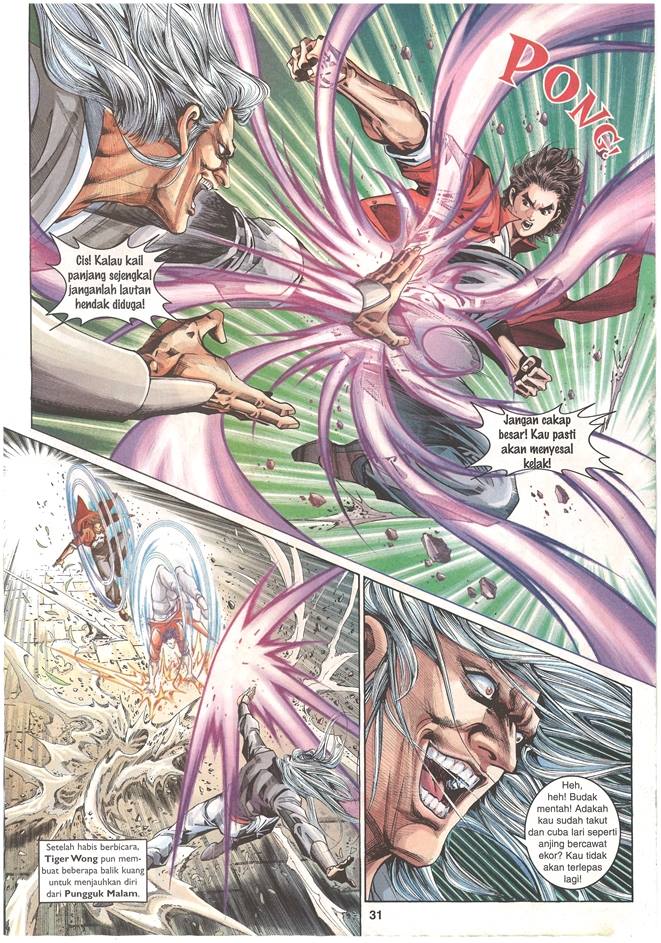 PONG!
Cis! Kalau kail
panjang sejengkal
janganlah lautan
hendak diduga!
Jangan cakap
besar! Kau pasti
akan menyesal
kelak!
Setelah habis berbicara,
Tiger Wong pun mem-
buat beberapa balik kuang
untuk menjauhkan diri
dari Pungguk Malam.
Heh,
heh! Budak
mentah! Adakah
kau sudah takut
dan cuba lari seperti
anjing bercawat
ekor? Kau tidak
akan terlepas
lagi!
31